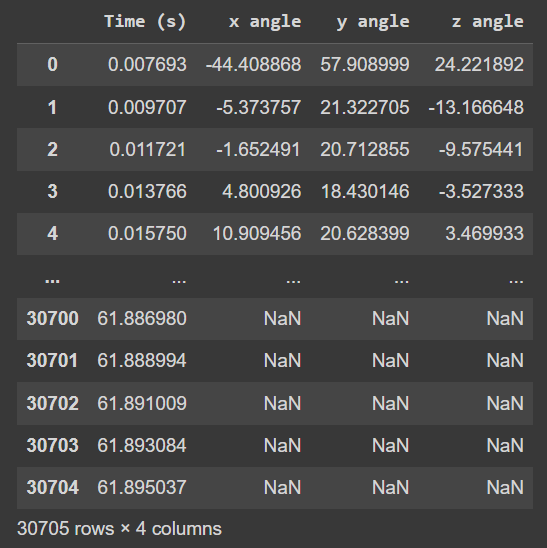 Time (s) x angle y angle z angle
0 0.007693 -44.408868 57.908999 24.221892
1 0.009707 -5.373757 21.322705 -13.166648
2 0.011721 -1.652491 20.712855 -9.575441
3 0.013766 4.800926 18.430146 -3.527333
4 0.015750 10.909456 20.628399 3.469933
... ... ... ... ...
30700 61.886980 NaN NaN NaN
30701 61.888994 NaN NaN NaN
30702 61.891009 NaN NaN NaN
30703 61.893084 NaN NaN NaN
30704 61.895037 NaN NaN NaN
30705 rows × 4 columns